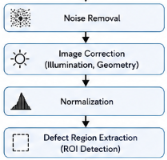 Noise Removal
Image Correction
(Illumination, Geometry)
Normalization
Defect Region Extraction
(ROI Detection)